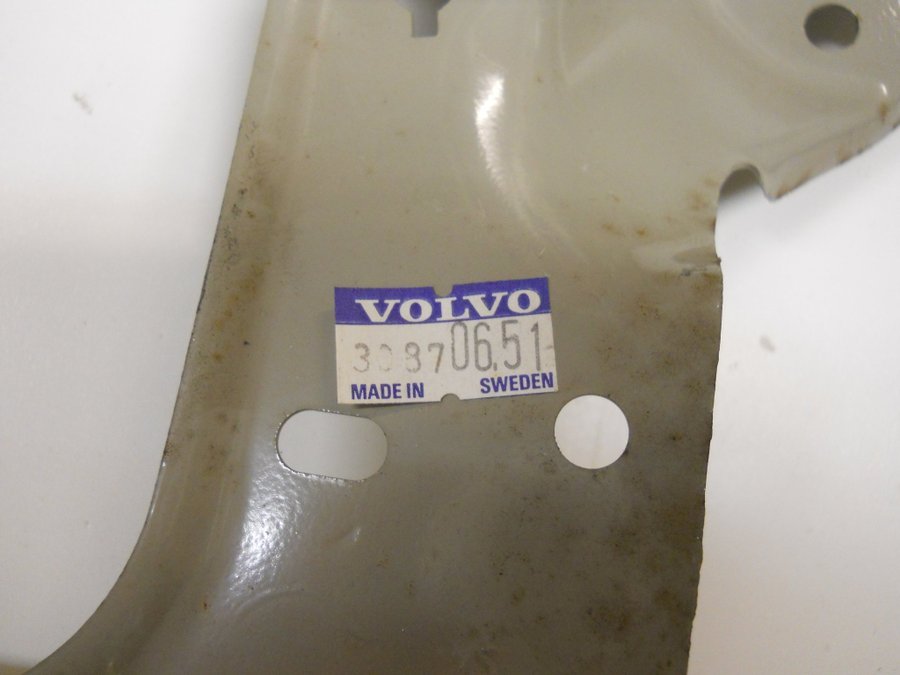 VOLVO
3087 06.51-
MADE IN SWEDEN